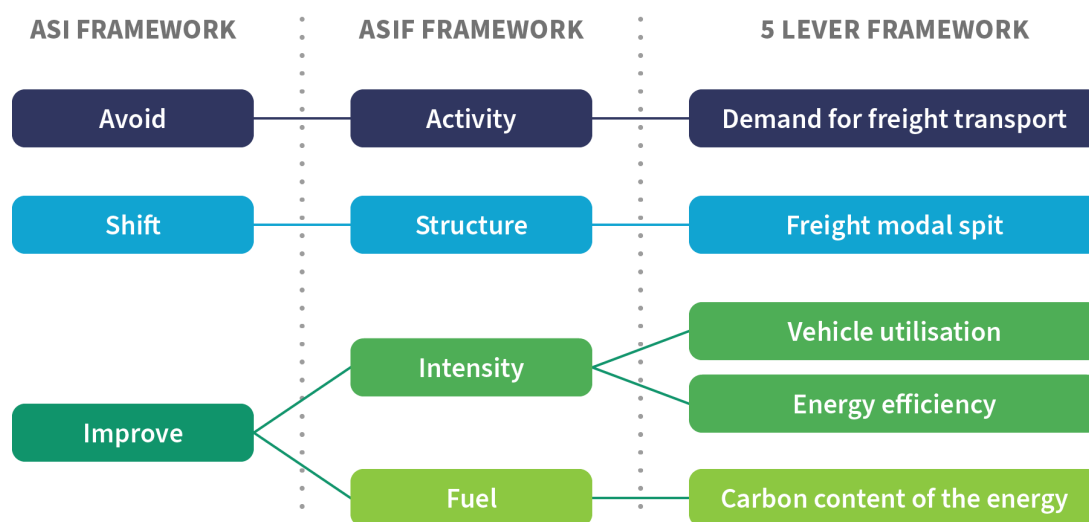 ASI FRAMEWORK
ASIF FRAMEWORK
5 LEVER FRAMEWORK
Avoid
Activity
Demand for freight transport
Shift
Structure
Freight modal spit
Vehicle utilisation
Intensity
Energy efficiency
Improve
Fuel
Carbon content of the energy